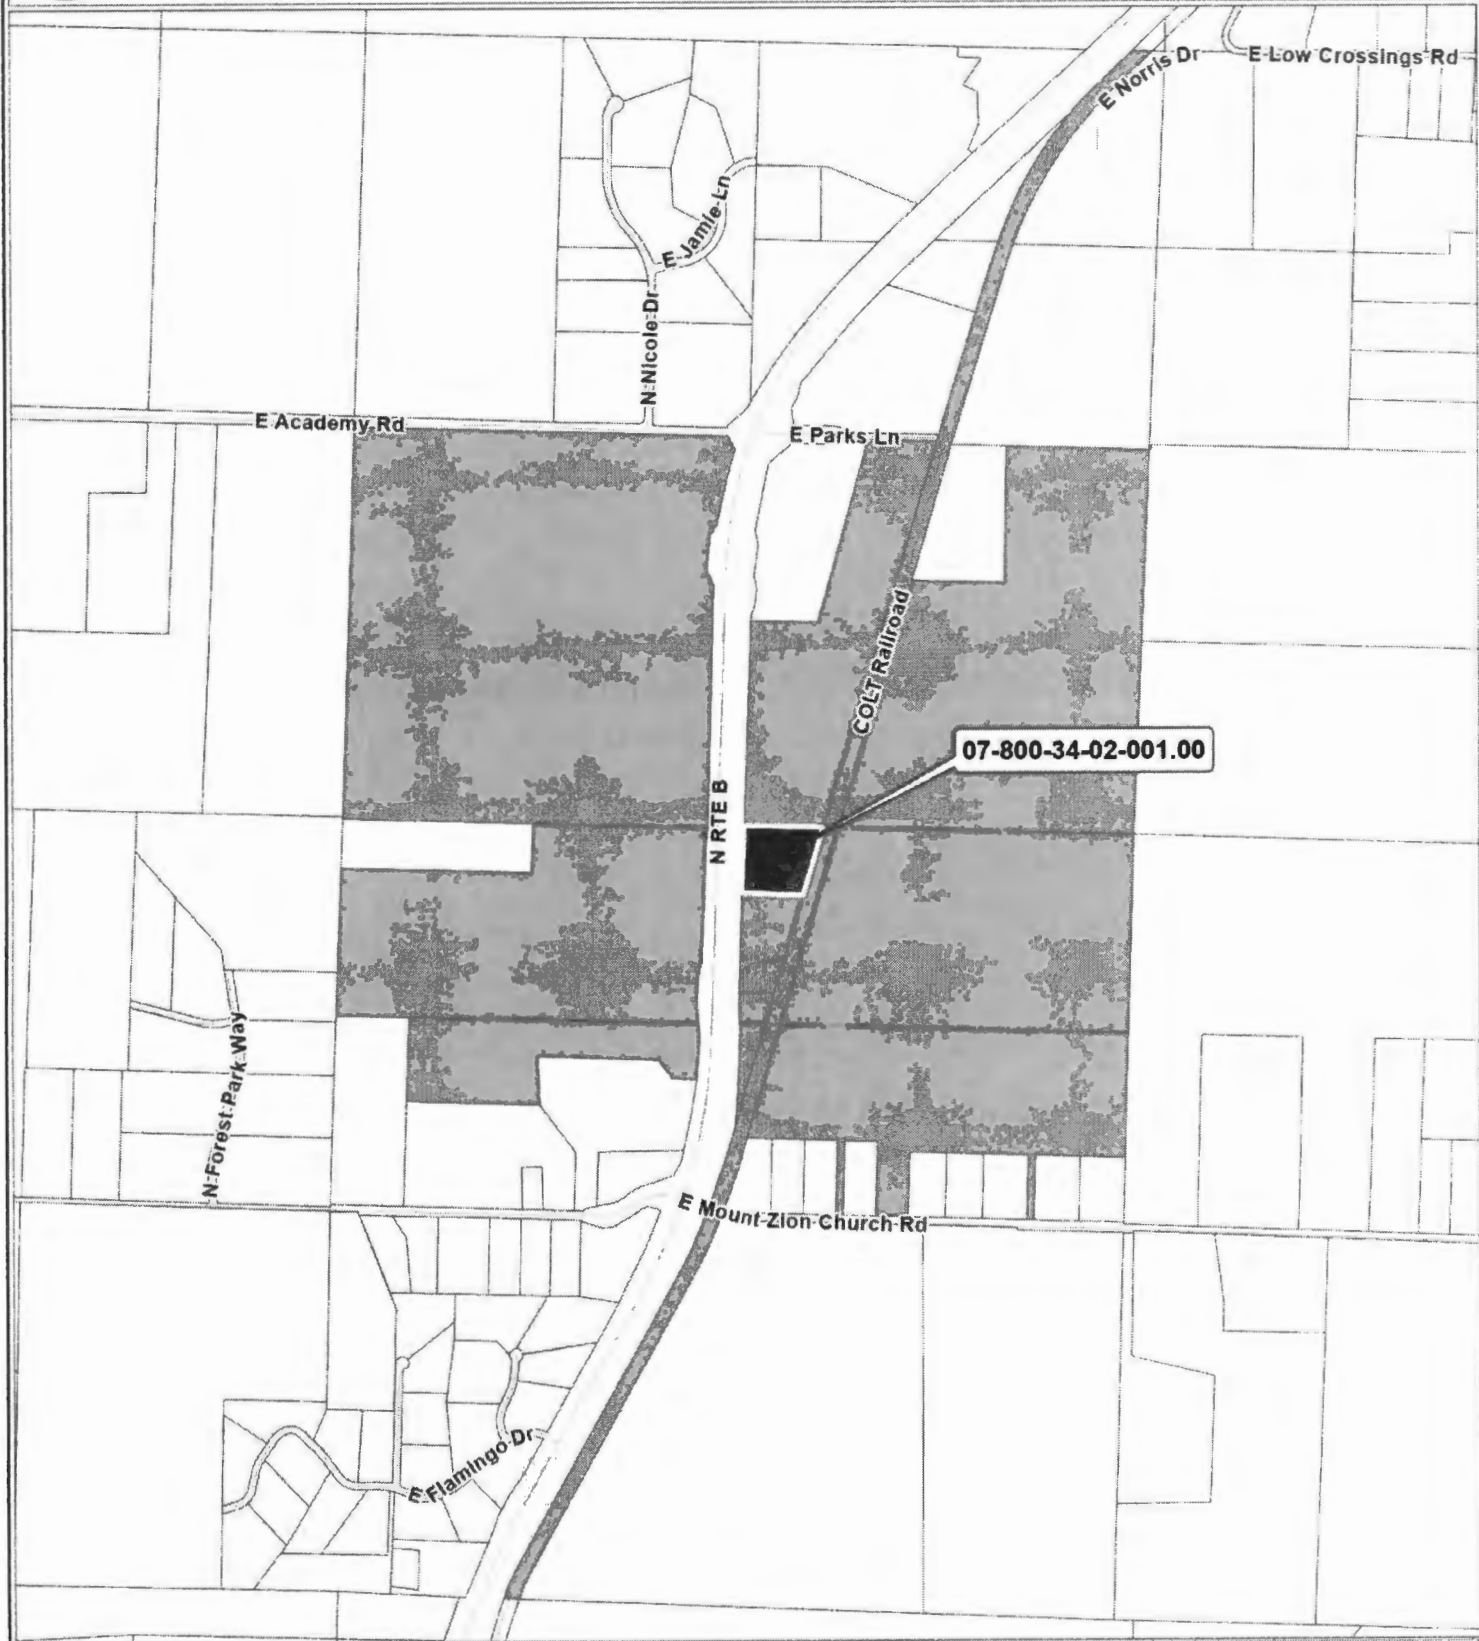 E Low Crossings Rd
E Norris Dr
E Jamie Ln
N Nicole Dr
E Academy Rd
E Parks Ln
COLT Railroad
07-800-34-02-001.00
N RTE B
N Forest Park Way
E Mount Zion Church Rd
E Flamingo Dr